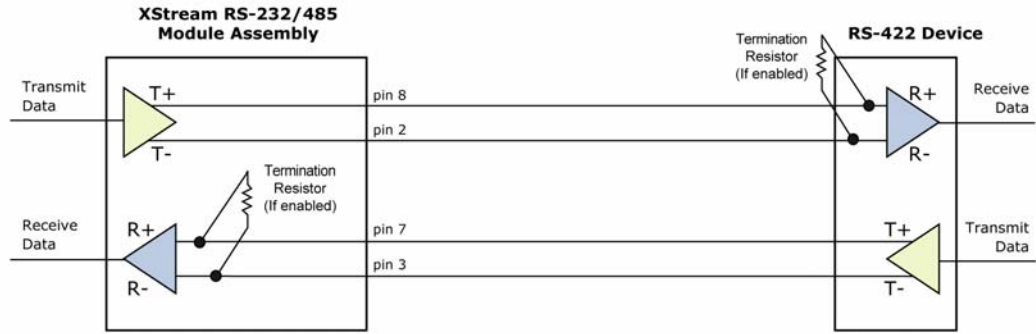 XStream RS-232/485
Module Assembly
RS-422 Device
Transmit
Data
T+
T-
pin 8
pin 2
Termination
Resistor
(If enabled)
R+
R-
Receive
Data
Termination
Resistor
(If enabled)
Receive
Data
R+
R-
pin 7
pin 3
T+
T-
Transmit
Data